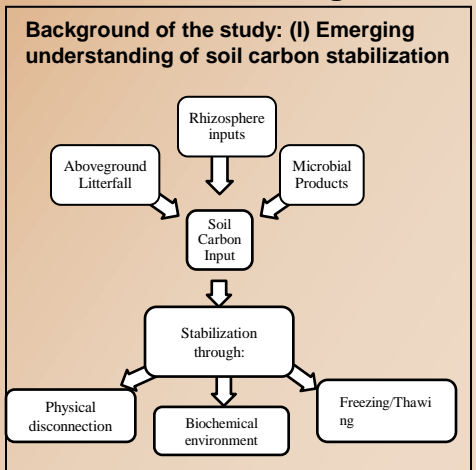 Background of the study: (I) Emerging
understanding of soil carbon stabilization
Rhizosphere
inputs
Aboveground
Litterfall
Microbial
Products
Soil
Carbon
Input
Stabilization
through:
Physical
disconnection
Biochemical
environment
Freezing/Thawi
ng